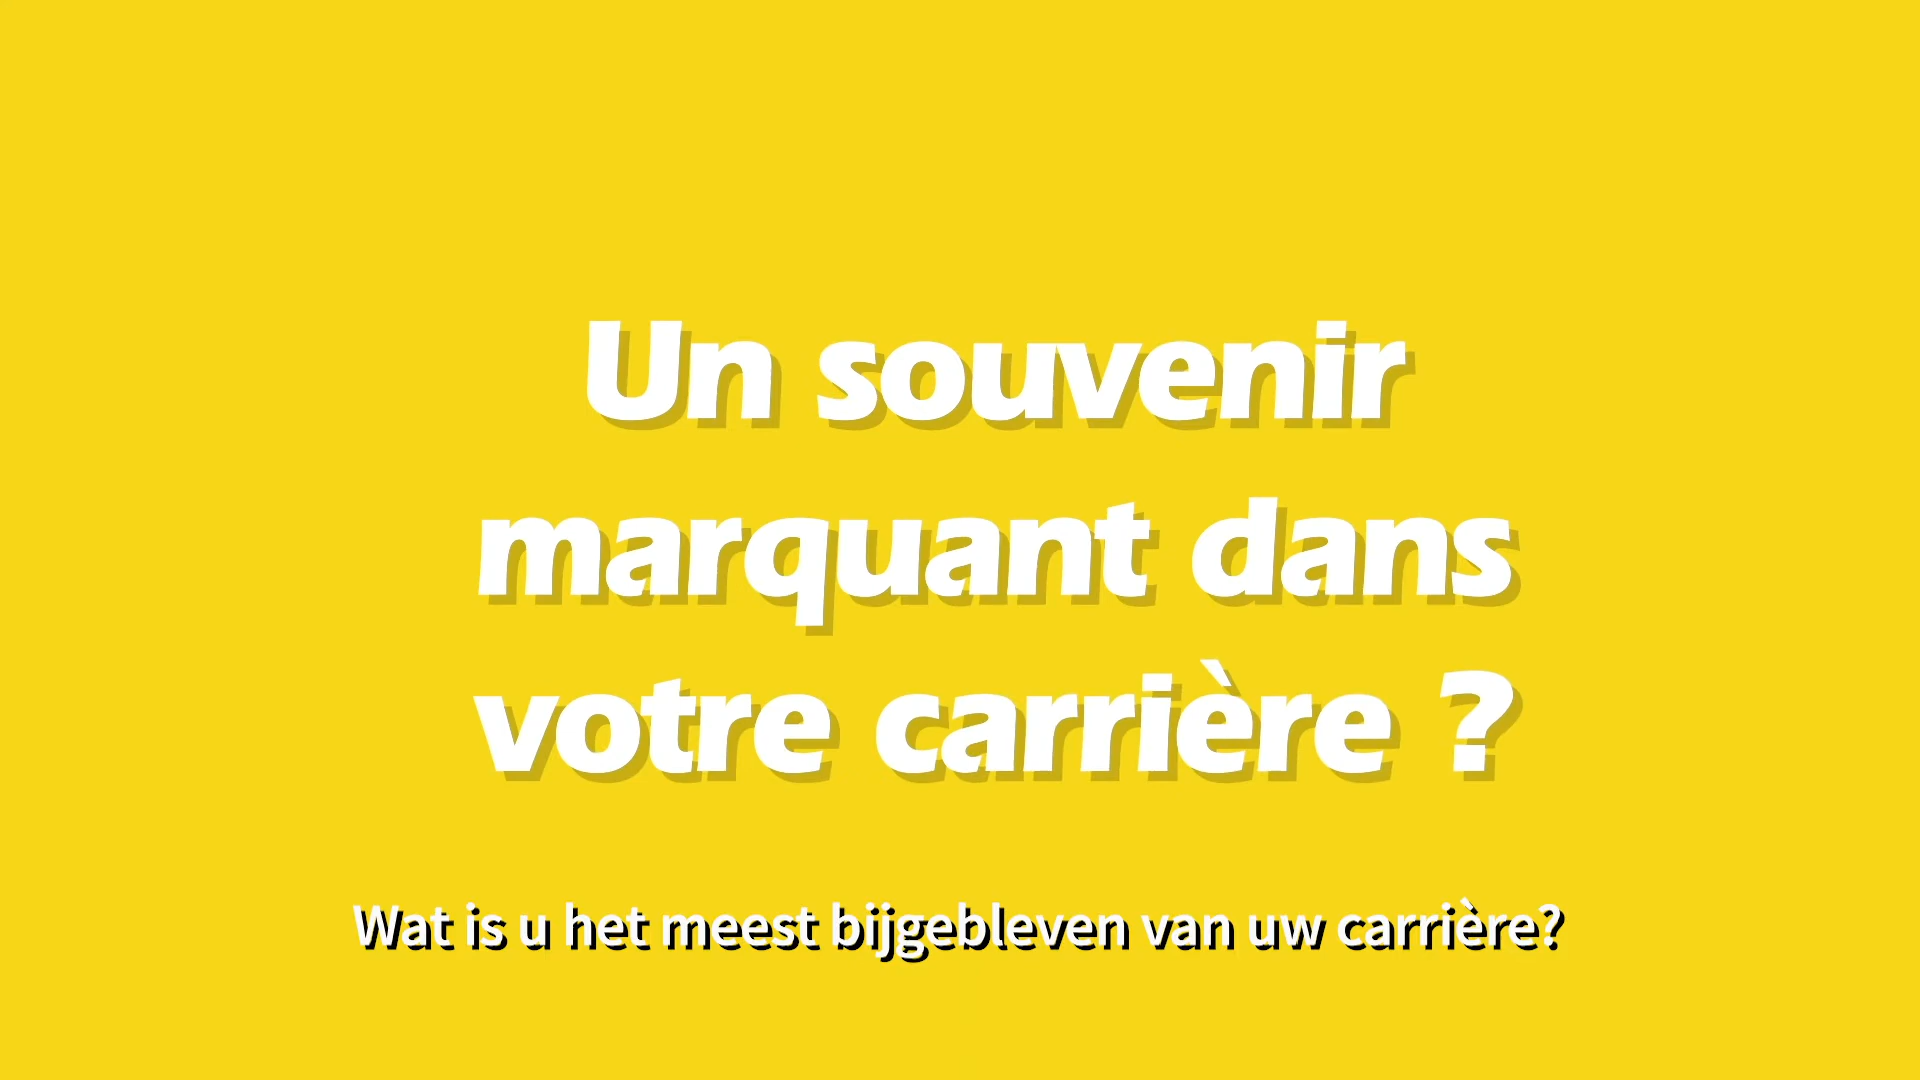 Un souvenir
marquant dans
votre carrière ?
Wat is u het meest bijgebleven van uw carrière?